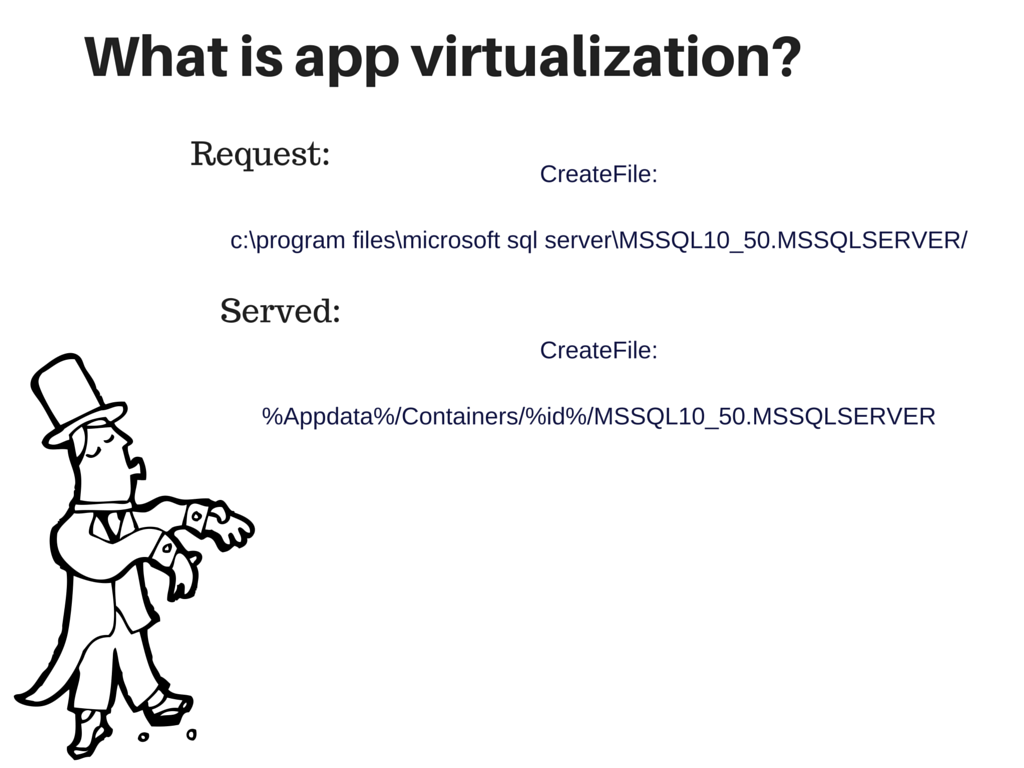 What is app virtualization?
Request:
CreateFile:
c:\program files\microsoft sql server\MSSQL10_50.MSSQLSERVER/
Served:
CreateFile:
%Appdata%/Containers/%id%/MSSQL10_50.MSSQLSERVER